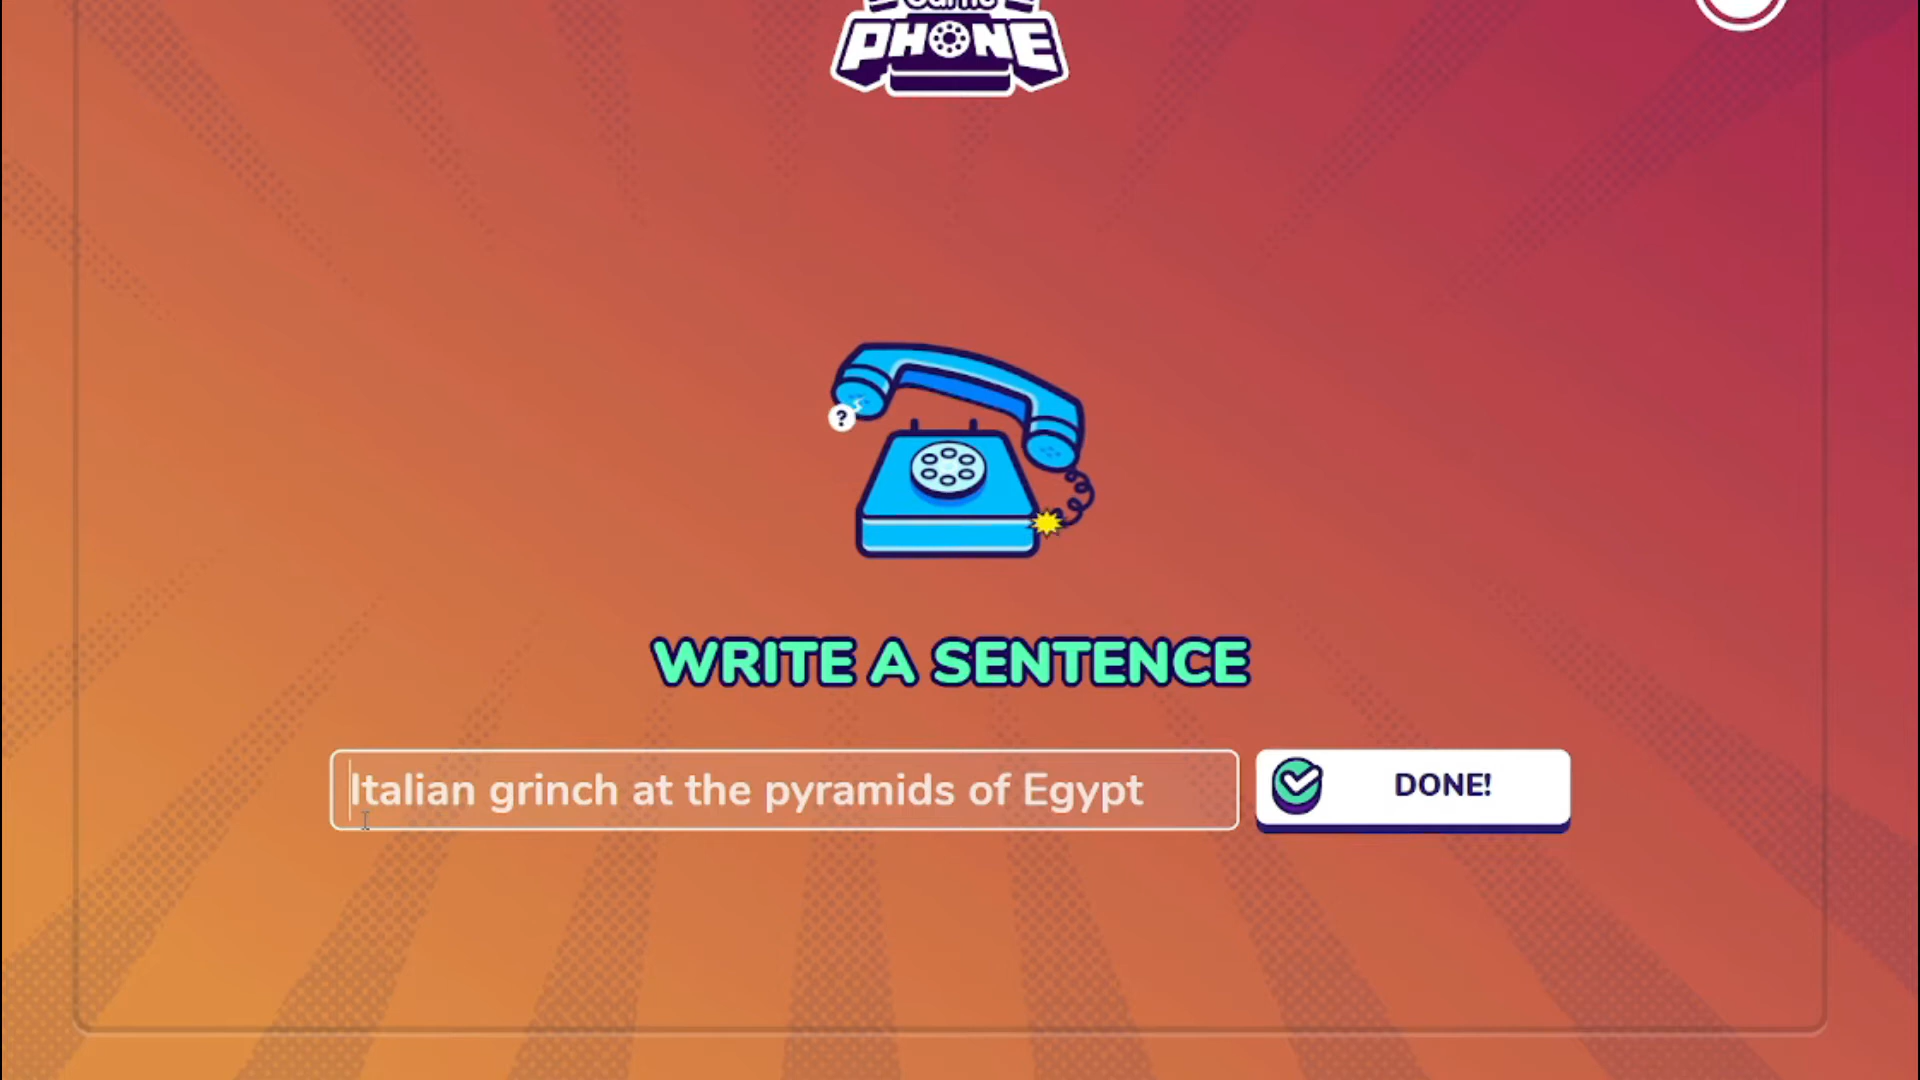 PHONE
?
WRITE A SENTENCE
Italian grinch at the pyramids of Egypt
DONE!